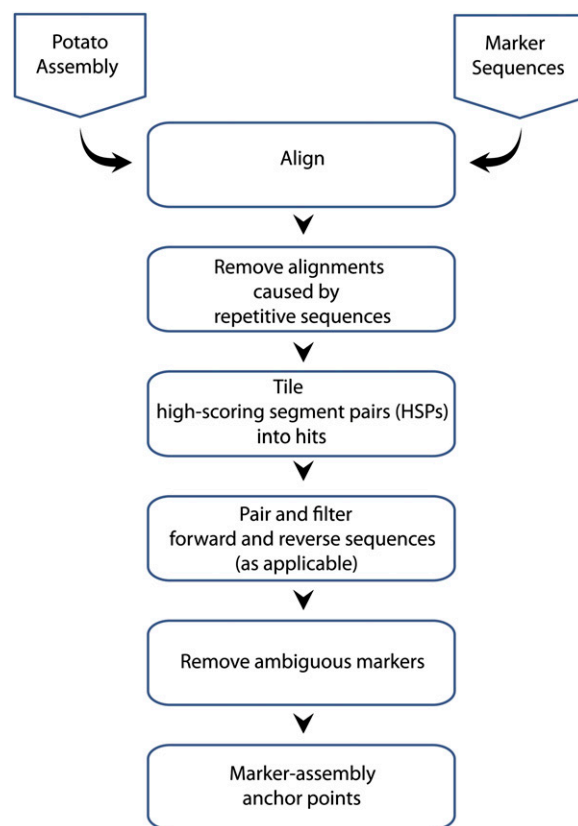 Potato
Assembly
Marker
Sequences
Align
Remove alignments
caused by
repetitive sequences
Tile
high-scoring segment pairs (HSPs)
into hits
Pair and filter
forward and reverse sequences
(as applicable)
Remove ambiguous markers
Marker-assembly
anchor points